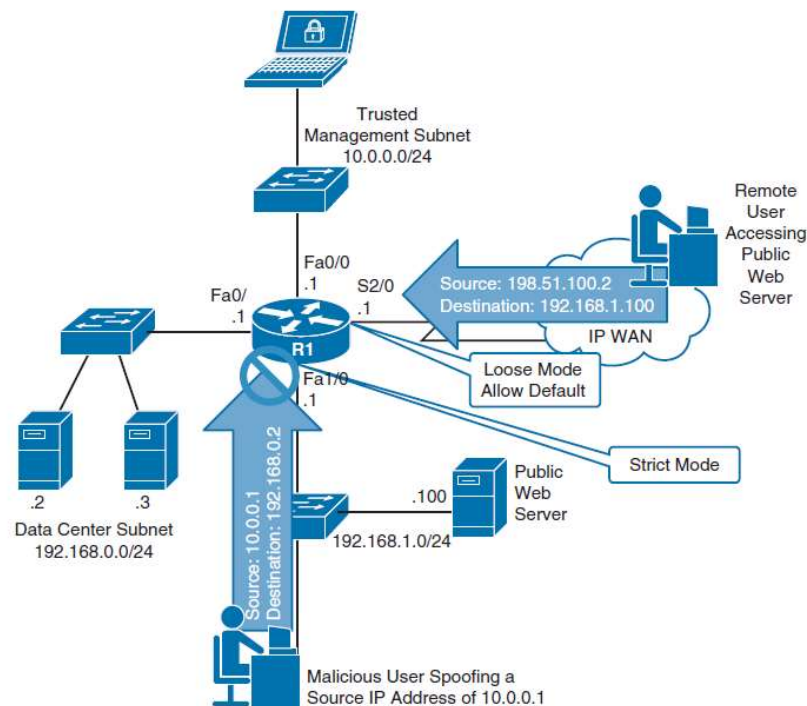 Trusted
Management Subnet
10.0.0.0/24
Remote
User
Accessing
Public
Web
Server
Fa0/0
.1
S2/0
.1
Fa0/
.1
Source: 198.51.100.2
Destination: 192.168.1.100
IP WAN
R1
Loose Mode
Allow Default
Fa1/0
.1
Strict Mode
Source: 10.0.0.1
Destination: 192.168.0.2
.2
.3
Data Center Subnet
192.168.0.0/24
.100
Public
Web
Server
192.168.1.0/24
Malicious User Spoofing a
Source IP Address of 10.0.0.1